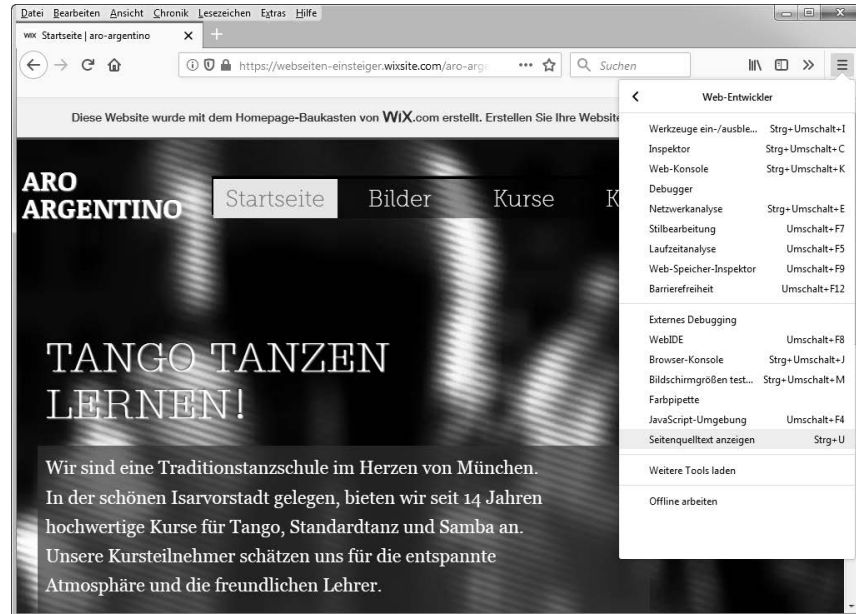 Datei Bearbeiten Ansicht Chronik Lesezeichen Extras Hilfe
WIX Startseite | aro-argentino
https://webseiten-einsteiger.wixsite.com/aro-arge
Suchen
Diese Website wurde mit dem Homepage-Baukasten von WiX.com erstellt. Erstellen Sie Ihre Website
ARO
ARGENTINO
Startseite Bilder Kurse K
TANGO TANZEN
LERNEN!
Wir sind eine Traditionstanzschule im Herzen von München.
In der schönen Isarvorstadt gelegen, bieten wir seit 14 Jahren
hochwertige Kurse für Tango, Standardtanz und Samba an.
Unsere Kursteilnehmer schätzen uns für die entspannte
Atmosphäre und die freundlichen Lehrer.
Web-Entwickler
Werkzeuge ein-/ausble... Strg+Umschalt+I
Inspektor Strg+Umschalt+C
Web-Konsole Strg+Umschalt+K
Debugger
Netzwerkanalyse Strg+Umschalt+E
Stilbearbeitung Umschalt+F7
Laufzeitanalyse Umschalt+F5
Web-Speicher-Inspektor Umschalt+F9
Barrierefreiheit Umschalt+F12
Externes Debugging
WebIDE Umschalt+F8
Browser-Konsole Strg+Umschalt+J
Bildschirmgrößen test... Strg+Umschalt+M
Farbpipette
JavaScript-Umgebung Umschalt+F4
Seitenquelltext anzeigen Strg+U
Weitere Tools laden
Offline arbeiten